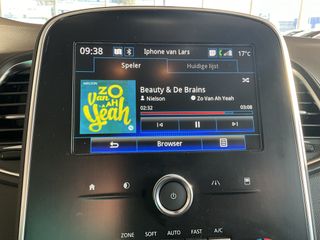 09:38 Iphone van Lars 17°C
Speler Huidige lijst
NIELSON
ZO
Van
AH
Yeah
Beauty & De Brains
Nielson Zo Van Ah Yeah
02:32 03:08
Browser
ZONE SOFT AUTO FAST A/C